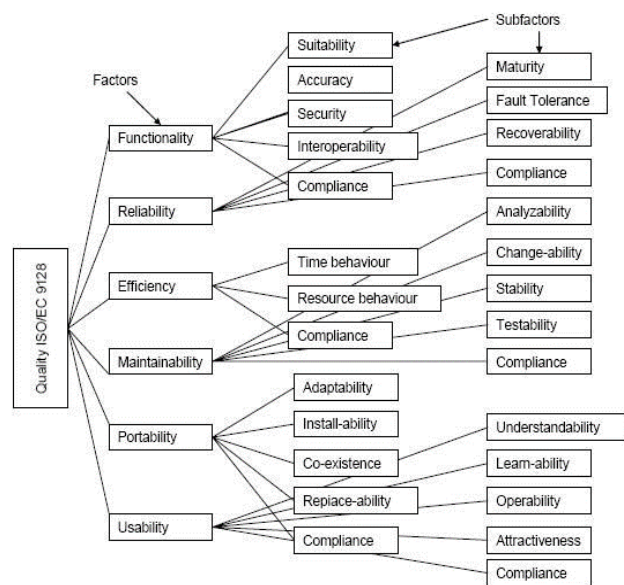 Subfactors
Factors
Quality ISO/EC 9128
Functionality
Reliability
Efficiency
Maintainability
Portability
Usability
Suitability
Accuracy
Security
Interoperability
Compliance
Time behaviour
Resource behaviour
Compliance
Adaptability
Install-ability
Co-existence
Repiace-ability
Compliance
Maturity
Fault Tolerance
Recoverability
Compliance
Analyzability
Change-ability
Stability
Testability
Compliance
Understandability
Learn-ability
Operability
Attractiveness
Compliance